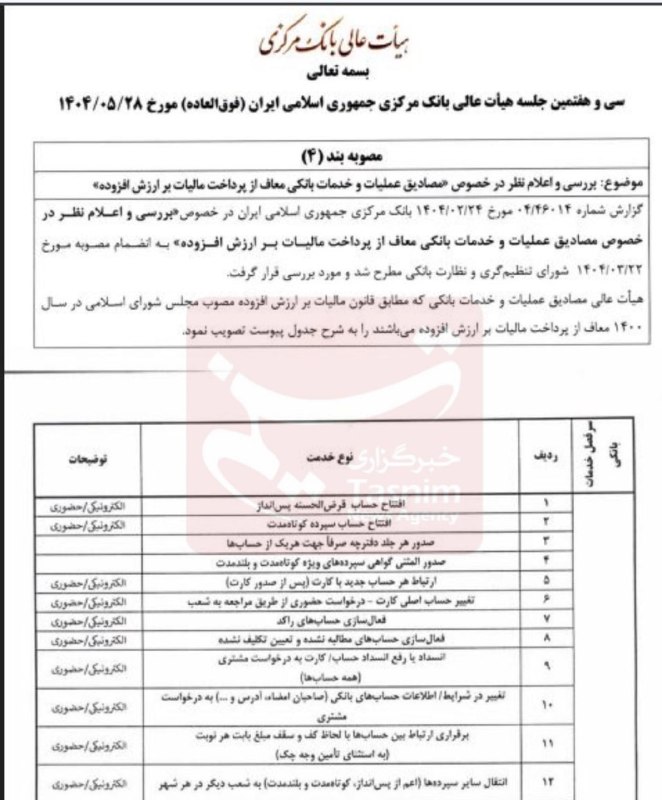 هیأت عالی بانک مرکزی
بسمه تعالی
سی و هفتمین جلسه هیأت عالی بانک مرکزی جمهوری اسلامی ایران (فوق‌العاده) مورخ ۱۴۰۴/۰۵/۲۸
مصوبه بند (۴)
موضوع: بررسی و اعلام نظر در خصوص «مصادیق عملیات و خدمات بانکی معاف از پرداخت مالیات بر ارزش افزوده»
گزارش شماره ۰۴/۴۶۰۱۴ مورخ ۱۴۰۴/۰۲/۲۴ بانک مرکزی جمهوری اسلامی ایران در خصوص«بررسی و اعلام نظر در
خصوص مصادیق عملیات و خدمات بانکی معاف از پرداخت مالیات بر ارزش افزوده» به انضمام مصوبه مورخ
۱۴۰۴/۰۳/۲۲ شورای تنظیم‌گری و نظارت بانکی مطرح شد و مورد بررسی قرار گرفت.
هیأت عالی مصادیق عملیات و خدمات بانکی که مطابق قانون مالیات بر ارزش افزوده مصوب مجلس شورای اسلامی در سال
۱۴۰۰ معاف از پرداخت مالیات بر ارزش افزوده می‌باشند را به شرح جدول پیوست تصویب نمود.
خبرگزاری
Tasnim
Agency
سرفصل خدمات بانکی ردیف نوع خدمت توضیحات
۱ افتتاح حساب قرض‌الحسنه پس‌انداز الکترونیکی/حضوری
۲ افتتاح حساب سپرده کوتاه‌مدت الکترونیکی/حضوری
۳ صدور هر جلد دفترچه صرفاً جهت هریک از حساب‌ها
۴ صدور المثنی گواهی سپرده‌های ویژه کوتاه‌مدت و بلندمدت
۵ ارتباط هر حساب جدید با کارت (پس از صدور کارت) الکترونیکی/حضوری
۶ تغییر حساب اصلی کارت - درخواست حضوری از طریق مراجعه به شعب الکترونیکی/حضوری
۷ فعال‌سازی حساب‌های راکد الکترونیکی/حضوری
۸ فعال‌سازی حساب‌های مطالبه نشده و تعیین تکلیف نشده الکترونیکی/حضوری
۹ انسداد یا رفع انسداد حساب/ کارت به درخواست مشتری الکترونیکی/حضوری
(همه حساب‌ها)
۱۰ تغییر در شرایط/ اطلاعات حساب‌های بانکی (صاحبان امضاء، آدرس و ...) به درخواست الکترونیکی/حضوری
مشتری
۱۱ برقراری ارتباط بین حساب‌ها با لحاظ کف و سقف مبلغ بابت هر نوبت الکترونیکی/حضوری
(به استثنای تأمین وجه چک)
۱۲ انتقال سایر سپرده‌ها (اعم از پس‌انداز، کوتاه‌مدت و بلندمدت) به شعب دیگر در هر شهر الکترونیکی/حضوری